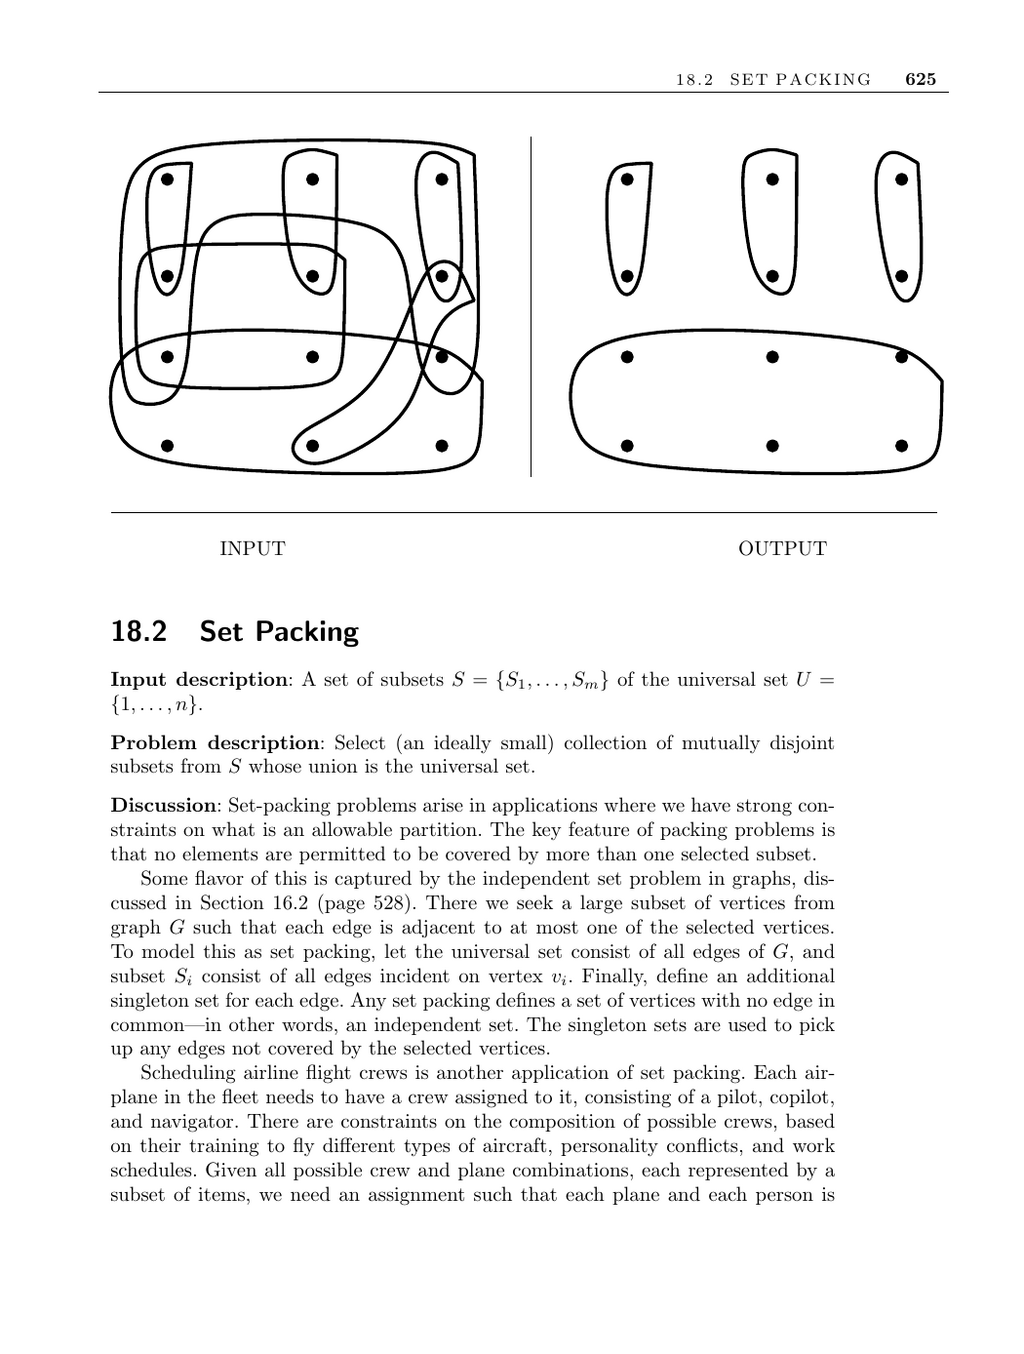 18.2 SET PACKING 625
INPUT OUTPUT
18.2 Set Packing
Input description: A set of subsets S = {S₁, . . . , Sₘ} of the universal set U =
{1, . . . , n}.
Problem description: Select (an ideally small) collection of mutually disjoint
subsets from S whose union is the universal set.
Discussion: Set-packing problems arise in applications where we have strong con-
straints on what is an allowable partition. The key feature of packing problems is
that no elements are permitted to be covered by more than one selected subset.
Some flavor of this is captured by the independent set problem in graphs, dis-
cussed in Section 16.2 (page 528). There we seek a large subset of vertices from
graph G such that each edge is adjacent to at most one of the selected vertices.
To model this as set packing, let the universal set consist of all edges of G, and
subset Sᵢ consist of all edges incident on vertex vᵢ. Finally, define an additional
singleton set for each edge. Any set packing defines a set of vertices with no edge in
common—in other words, an independent set. The singleton sets are used to pick
up any edges not covered by the selected vertices.
Scheduling airline flight crews is another application of set packing. Each air-
plane in the fleet needs to have a crew assigned to it, consisting of a pilot, copilot,
and navigator. There are constraints on the composition of possible crews, based
on their training to fly different types of aircraft, personality conflicts, and work
schedules. Given all possible crew and plane combinations, each represented by a
subset of items, we need an assignment such that each plane and each person is